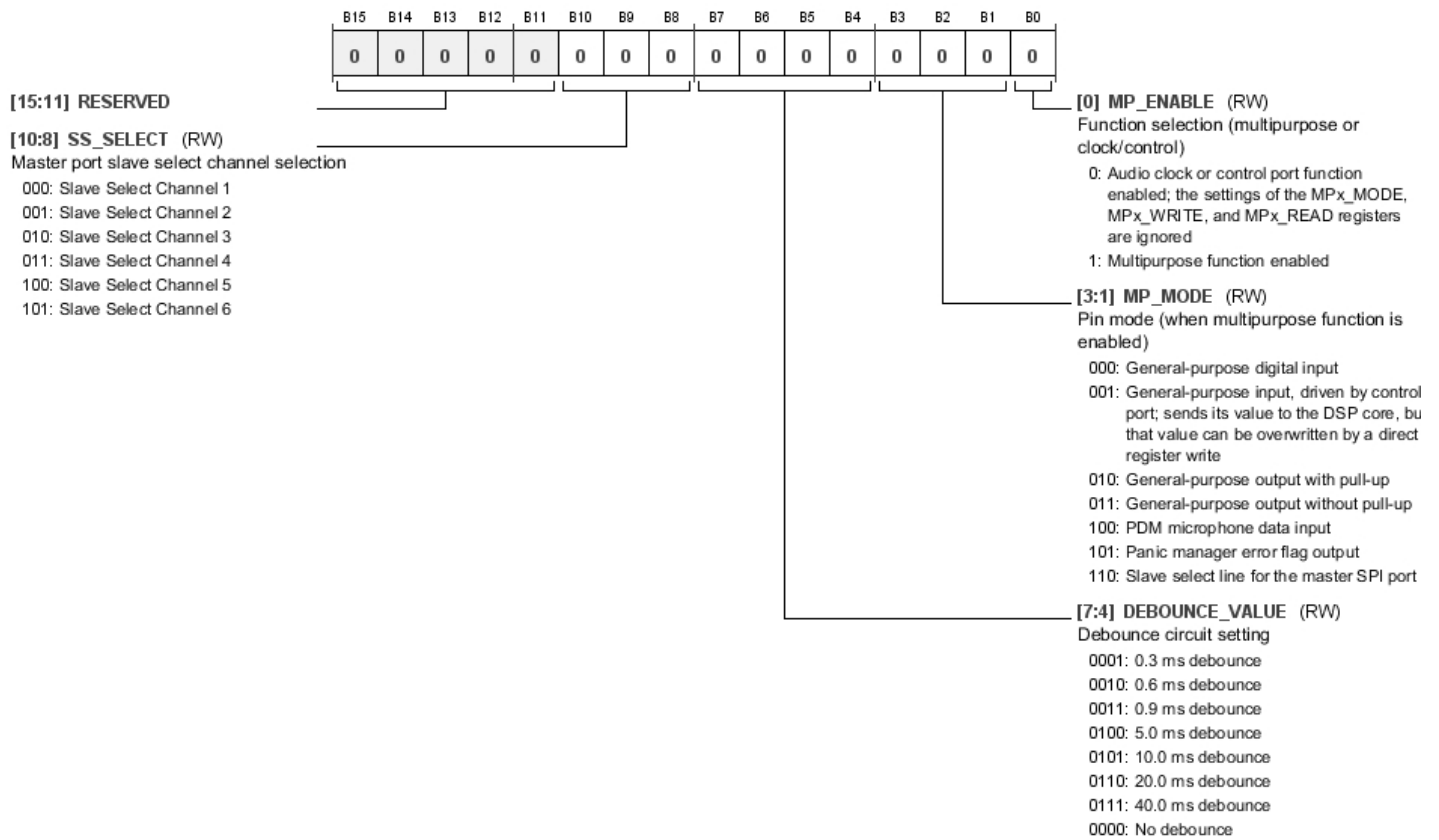 B15 B14 B13 B12 B11 B10 B9 B8 B7 B6 B5 B4 B3 B2 B1 B0
0 0 0 0 0 0 0 0 0 0 0 0 0 0 0 0
[15:11] RESERVED
[10:8] SS_SELECT (RW)
Master port slave select channel selection
000: Slave Select Channel 1
001: Slave Select Channel 2
010: Slave Select Channel 3
011: Slave Select Channel 4
100: Slave Select Channel 5
101: Slave Select Channel 6
[0] MP_ENABLE (RW)
Function selection (multipurpose or
clock/control)
0: Audio clock or control port function
enabled; the settings of the MPx_MODE,
MPx_WRITE, and MPx_READ registers
are ignored
1: Multipurpose function enabled
[3:1] MP_MODE (RW)
Pin mode (when multipurpose function is
enabled)
000: General-purpose digital input
001: General-purpose input, driven by control
port; sends its value to the DSP core, bu
that value can be overwritten by a direct
register write
010: General-purpose output with pull-up
011: General-purpose output without pull-up
100: PDM microphone data input
101: Panic manager error flag output
110: Slave select line for the master SPI port
[7:4] DEBOUNCE_VALUE (RW)
Debounce circuit setting
0001: 0.3 ms debounce
0010: 0.6 ms debounce
0011: 0.9 ms debounce
0100: 5.0 ms debounce
0101: 10.0 ms debounce
0110: 20.0 ms debounce
0111: 40.0 ms debounce
0000: No debounce